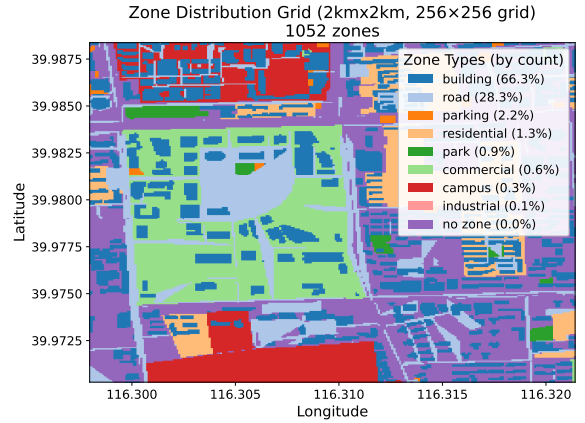 Zone Distribution Grid (2kmx2km, 256×256 grid)
1052 zones
Zone Types (by count)
building (66.3%)
road (28.3%)
parking (2.2%)
residential (1.3%)
park (0.9%)
commercial (0.6%)
campus (0.3%)
industrial (0.1%)
no zone (0.0%)
Latitude
39.9875
39.9850
39.9825
39.9800
39.9775
39.9750
39.9725
116.300 116.305 116.310 116.315 116.320
Longitude